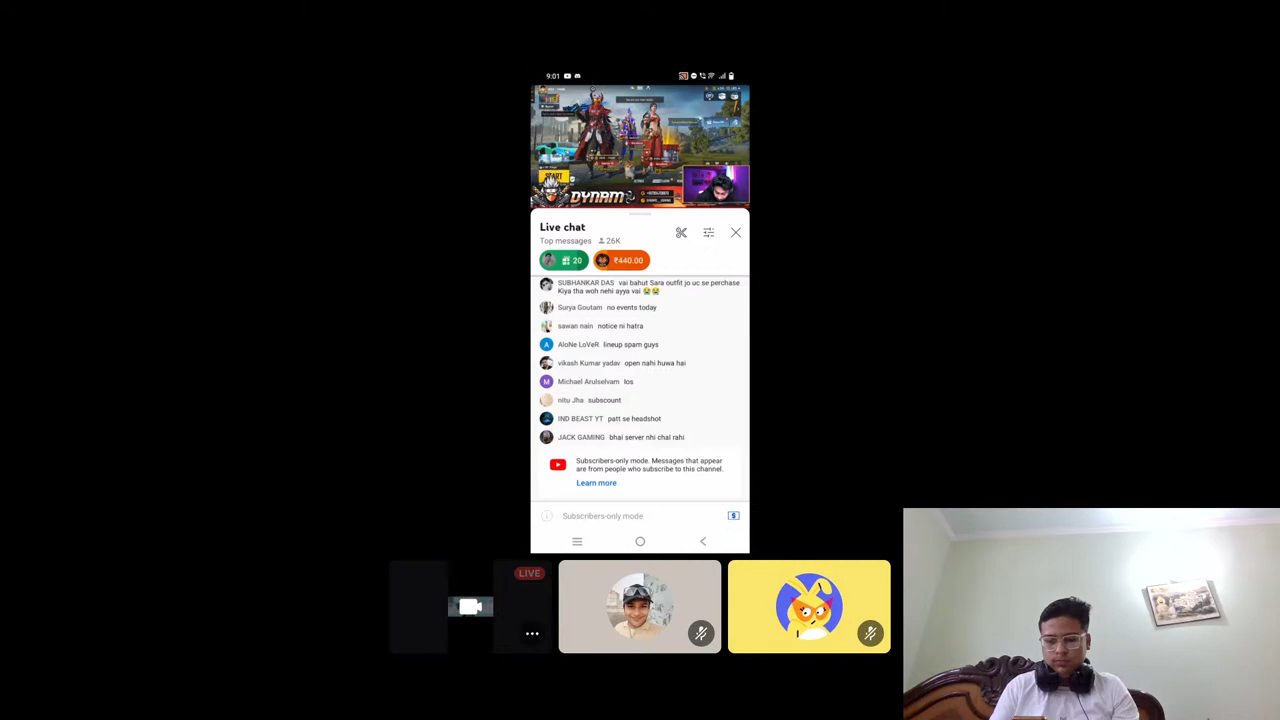 9:01
DYNAM
Live chat
Top messages 26K
20 ₹440.00
SUBHANKAR DAS vai bahut Sara outfit jo uc se perchase
Kiya tha woh nehi ayya vai 😭😭
Surya Goutam no events today
sawan nain notice ni hatra
A AloNe LoVeR lineup spam guys
vikash Kumar yadav open nahi huwa hai
M Michael Arulselvam los
nitu Jha subscount
IND BEAST YT patt se headshot
JACK GAMING bhai server nhi chal rahi
Subscribers-only mode. Messages that appear
are from people who subscribe to this channel.
Learn more
Subscribers-only mode
LIVE